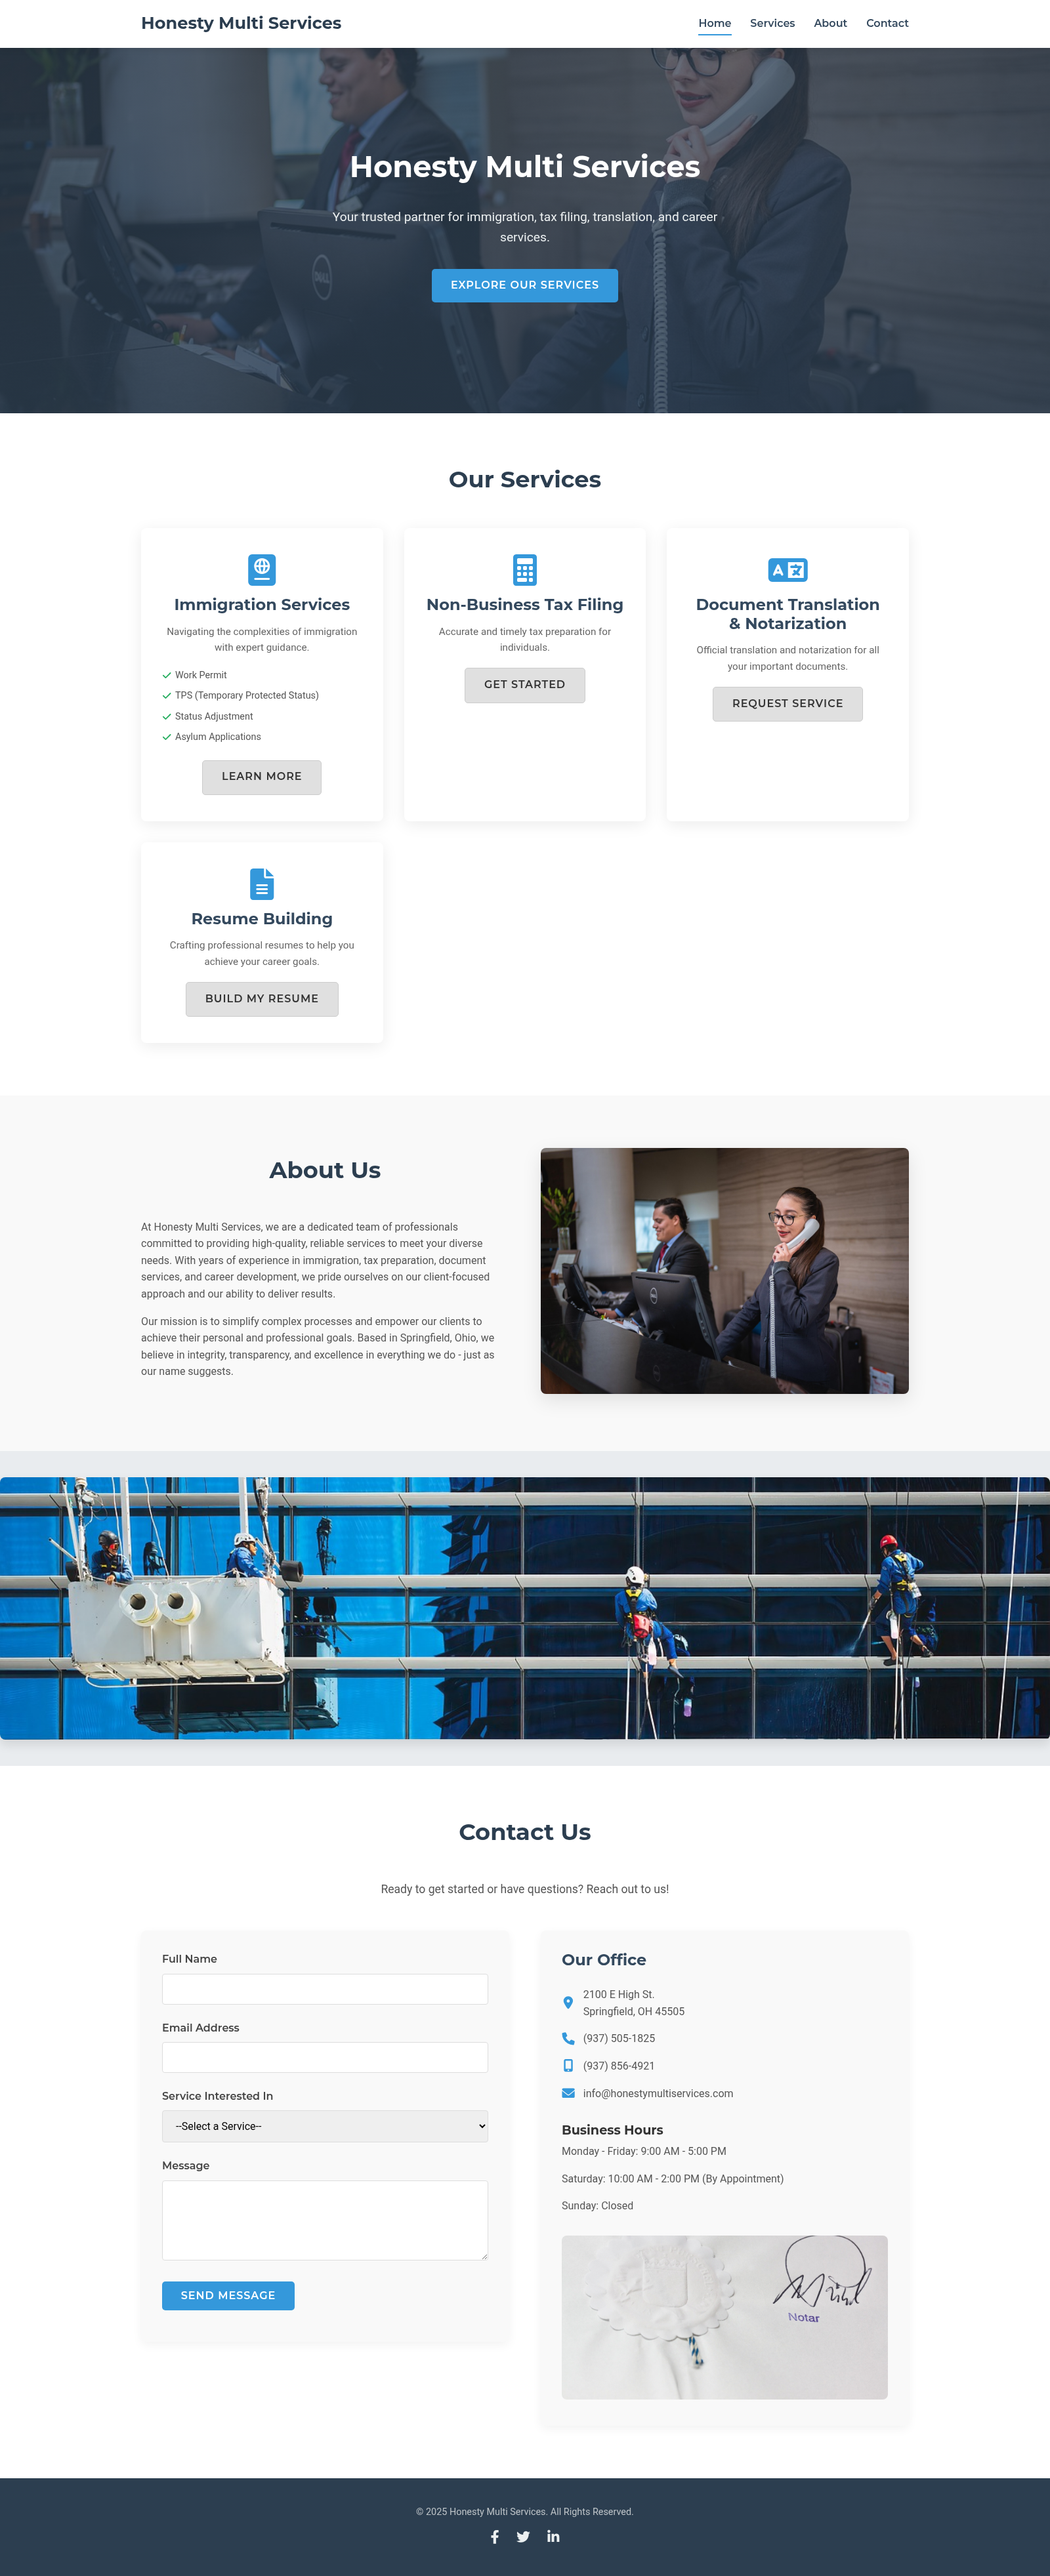 Honesty Multi Services
Home Services About Contact
Honesty Multi Services
Your trusted partner for immigration, tax filing, translation, and career
services.
EXPLORE OUR SERVICES
Our Services
Immigration Services
Navigating the complexities of immigration
with expert guidance.
Work Permit
TPS (Temporary Protected Status)
Status Adjustment
Asylum Applications
LEARN MORE
Non-Business Tax Filing
Accurate and timely tax preparation for
individuals.
GET STARTED
Document Translation
& Notarization
Official translation and notarization for all
your important documents.
REQUEST SERVICE
Resume Building
Crafting professional resumes to help you
achieve your career goals.
BUILD MY RESUME
About Us
At Honesty Multi Services, we are a dedicated team of professionals
committed to providing high-quality, reliable services to meet your diverse
needs. With years of experience in immigration, tax preparation, document
services, and career development, we pride ourselves on our client-focused
approach and our ability to deliver results.
Our mission is to simplify complex processes and empower our clients to
achieve their personal and professional goals. Based in Springfield, Ohio, we
believe in integrity, transparency, and excellence in everything we do - just as
our name suggests.
Contact Us
Ready to get started or have questions? Reach out to us!
Full Name
Email Address
Service Interested In
--Select a Service--
Message
SEND MESSAGE
Our Office
2100 E High St.
Springfield, OH 45505
(937) 505-1825
(937) 856-4921
info@honestymultiservices.com
Business Hours
Monday - Friday: 9:00 AM - 5:00 PM
Saturday: 10:00 AM - 2:00 PM (By Appointment)
Sunday: Closed
Notar
© 2025 Honesty Multi Services. All Rights Reserved.